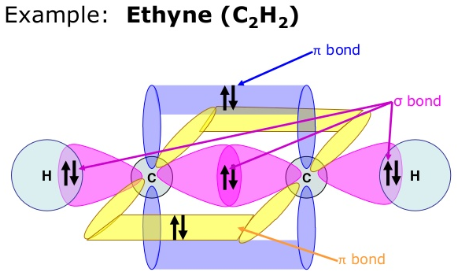 Example: Ethyne (C₂H₂)
π bond
σ bond
H C C H
π bond